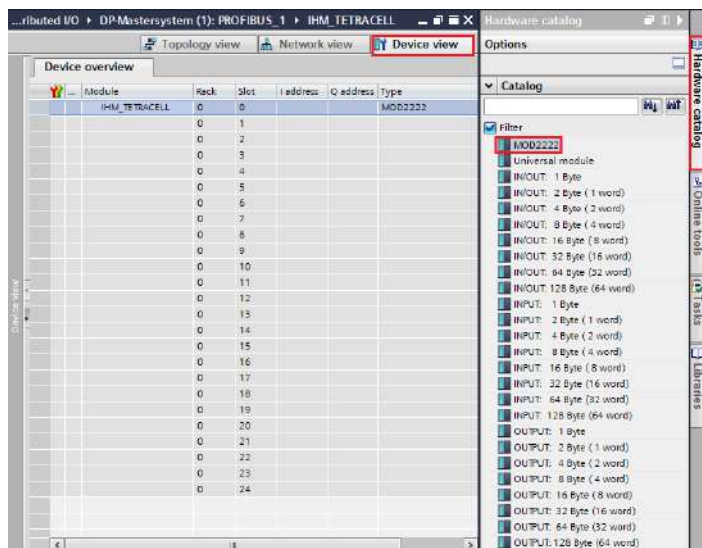 ...ributed I/O ▸ DP-Mastersystem (1): PROFIBUS_1 ▸ IHM_TETRACELL
Topology view Network view Device view
Device overview
... Module Rack Slot I address Q address Type
IHM_TETRACELL 0 0 MOD2222
0 1
0 2
0 3
0 4
0 5
0 6
0 7
0 8
0 9
0 10
0 11
0 12
0 13
0 14
0 15
0 16
0 17
0 18
0 19
0 20
0 21
0 22
0 23
0 24
Device view
Hardware catalog
Options
Catalog
Filter
MOD2222
Universal module
IN/OUT: 1 Byte
IN/OUT: 2 Byte ( 1 word)
IN/OUT: 4 Byte ( 2 word)
IN/OUT: 8 Byte ( 4 word)
IN/OUT: 16 Byte ( 8 word)
IN/OUT: 32 Byte (16 word)
IN/OUT: 64 Byte (32 word)
IN/OUT: 128 Byte (64 word)
INPUT: 1 Byte
INPUT: 2 Byte ( 1 word)
INPUT: 4 Byte ( 2 word)
INPUT: 8 Byte ( 4 word)
INPUT: 16 Byte ( 8 word)
INPUT: 32 Byte (16 word)
INPUT: 64 Byte (32 word)
INPUT: 128 Byte (64 word)
OUTPUT: 1 Byte
OUTPUT: 2 Byte ( 1 word)
OUTPUT: 4 Byte ( 2 word)
OUTPUT: 8 Byte ( 4 word)
OUTPUT: 16 Byte ( 8 word)
OUTPUT: 32 Byte (16 word)
OUTPUT: 64 Byte (32 word)
OUTPUT: 128 Byte (64 word)
Hardware catalog
Online tools
Tasks
Libraries